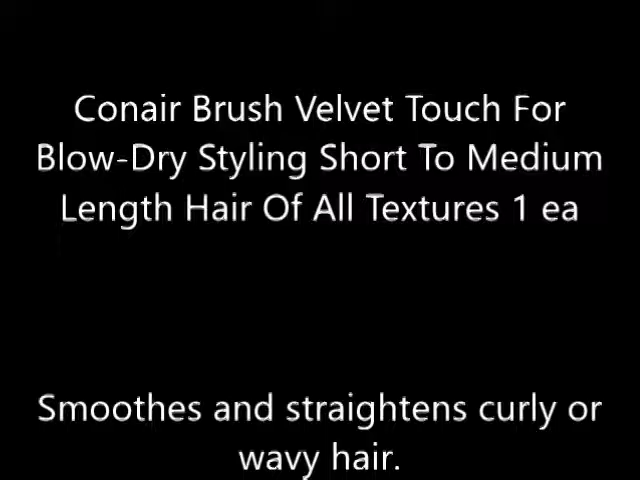 Conair Brush Velvet Touch For
Blow-Dry Styling Short To Medium
Length Hair Of All Textures 1 ea
Smoothes and straightens curly or
wavy hair.